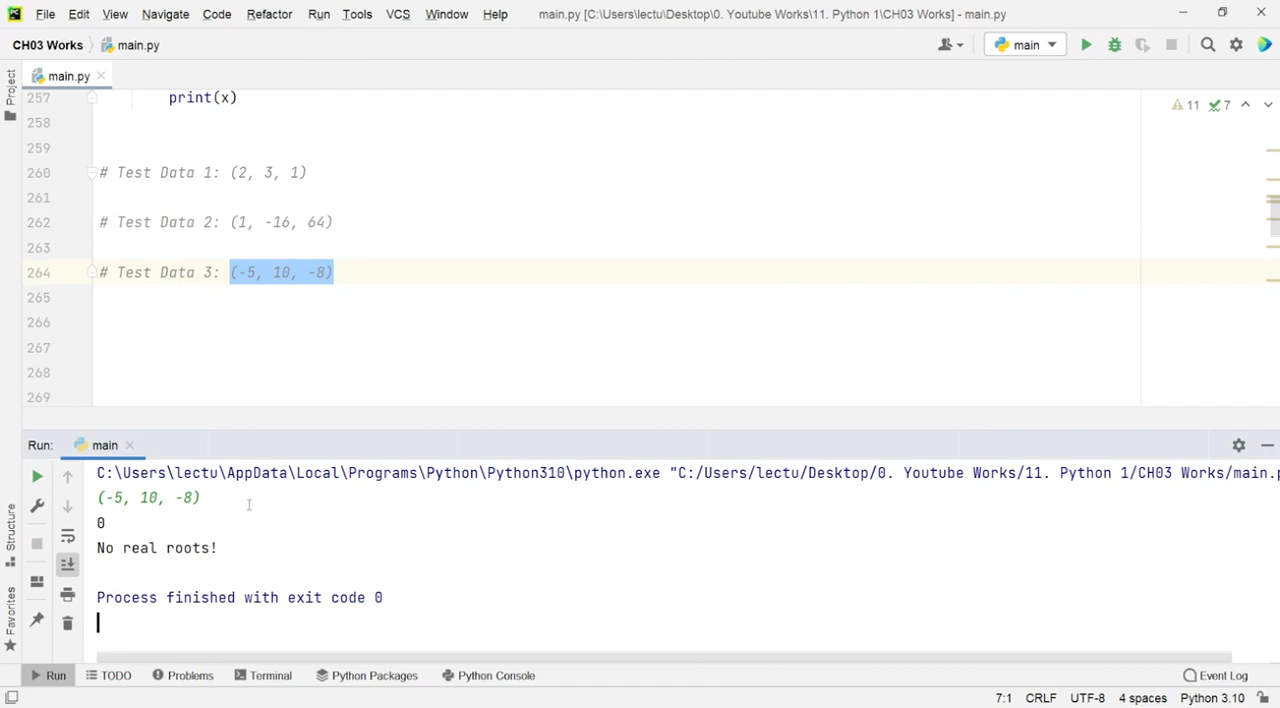 File Edit View Navigate Code Refactor Run Tools VCS Window Help main.py [C:\Users\lectu\Desktop\0. Youtube Works\11. Python 1\CH03 Works] - main.py
CH03 Works main.py main
Project
main.py
257 print(x)
11 7
258
259
260 # Test Data 1: (2, 3, 1)
261
262 # Test Data 2: (1, -16, 64)
263
264 # Test Data 3: (-5, 10, -8)
265
266
267
268
269
Run: main
C:\Users\lectu\AppData\Local\Programs\Python\Python310\python.exe "C:/Users/lectu/Desktop/0. Youtube Works/11. Python 1/CH03 Works/main.p
(-5, 10, -8)
0
No real roots!
Process finished with exit code 0
Structure
Favorites
Run TODO Problems Terminal Python Packages Python Console Event Log
7:1 CRLF UTF-8 4 spaces Python 3.10